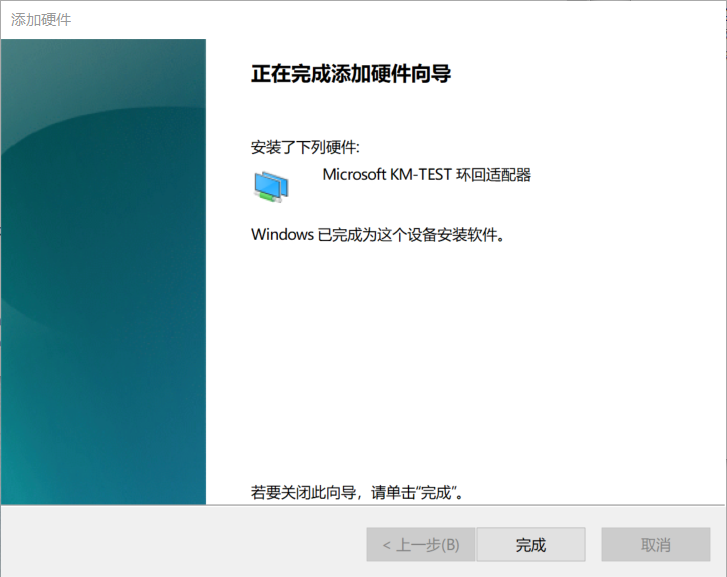 添加硬件
正在完成添加硬件向导
安装了下列硬件:
Microsoft KM-TEST 环回适配器
Windows 已完成为这个设备安装软件。
若要关闭此向导，请单击“完成”。
< 上一步(B)
完成
取消